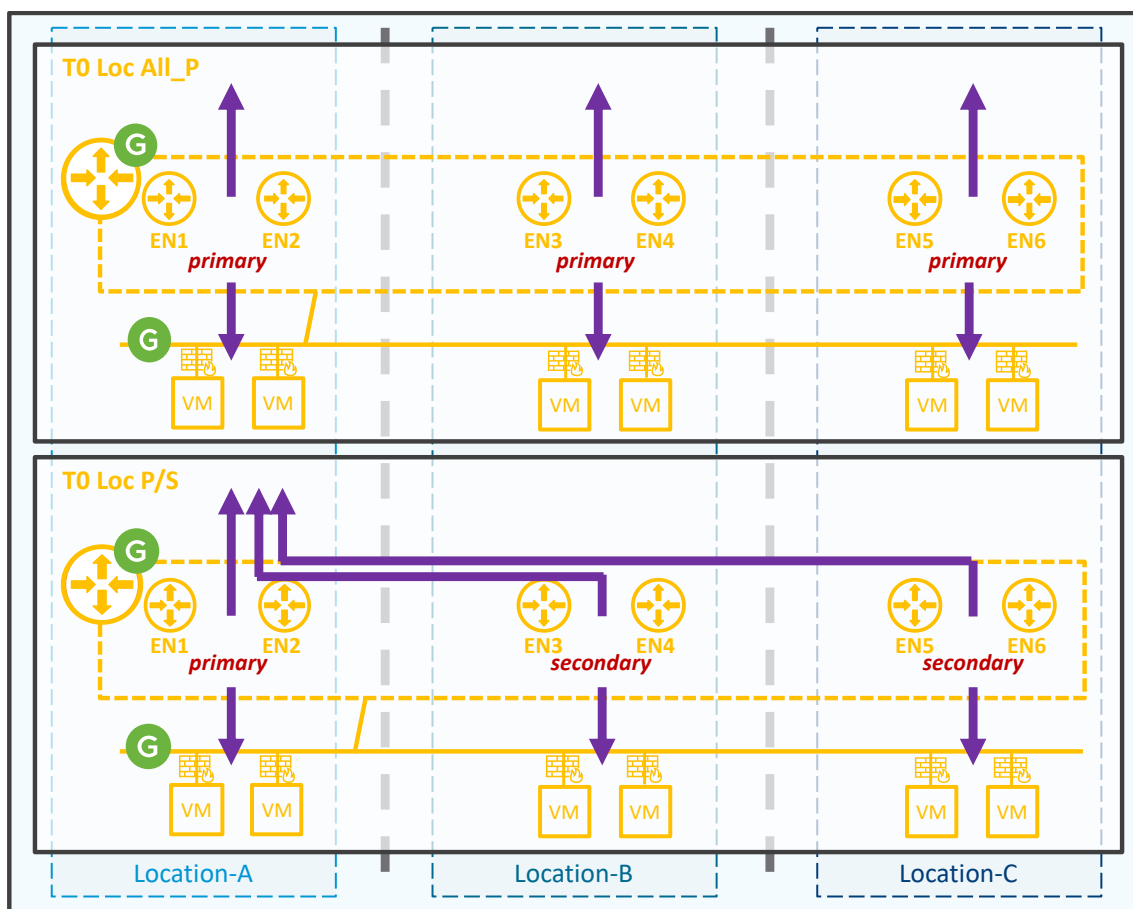 T0 Loc All_P
G
EN1 EN2 EN3 EN4 EN5 EN6
primary primary primary
G
VM VM VM VM VM VM
T0 Loc P/S
G
EN1 EN2 EN3 EN4 EN5 EN6
primary secondary secondary
G
VM VM VM VM VM VM
Location-A Location-B Location-C